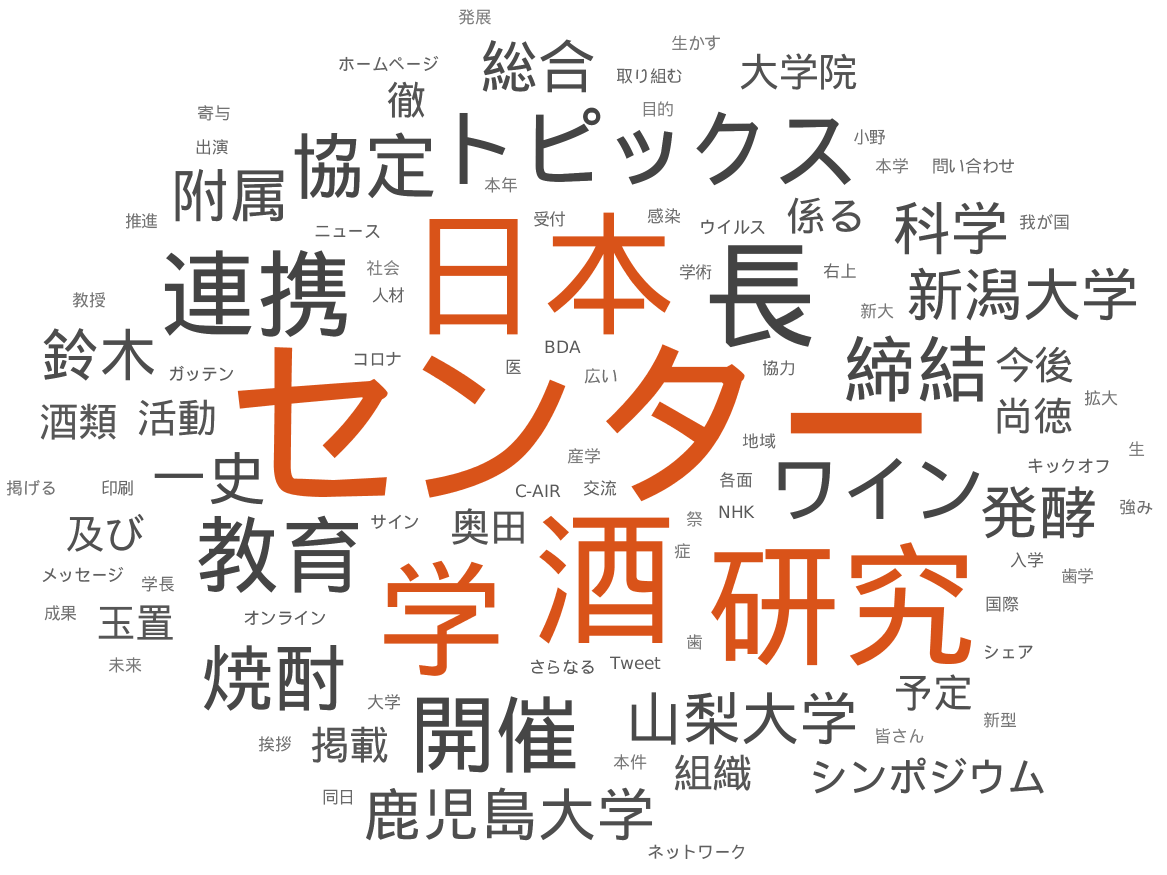 発展
生かす
総合
ホームページ
取り組む
大学院
徹
寄与
目的
トピックス
小野
出演
協定
本学
問い合わせ
附属
本年
推進
ニュース
受付
感染
ウイルス
係る
科学
我が国
連携
社会
人材
日本
学術
長
右上
新潟大学
教授
新大
鈴木
ガッテン
コロナ
BDA
医
広い
協力
締結
今後
拡大
酒類
活動
センター
尚徳
地域
生
産学
掲げる
印刷
一史
C-AIR
交流
各面
ワイン
キックオフ
及び
教育
サイン
奥田
酒
祭
NHK
発酵
強み
症
メッセージ
学長
学
研究
入学
歯学
成果
玉置
オンライン
国際
歯
未来
焼酎
さらなる
Tweet
シェア
大学
予定
挨拶
掲載
開催
山梨大学
新型
皆さん
本件
組織
シンポジウム
同日
鹿児島大学
ネットワーク